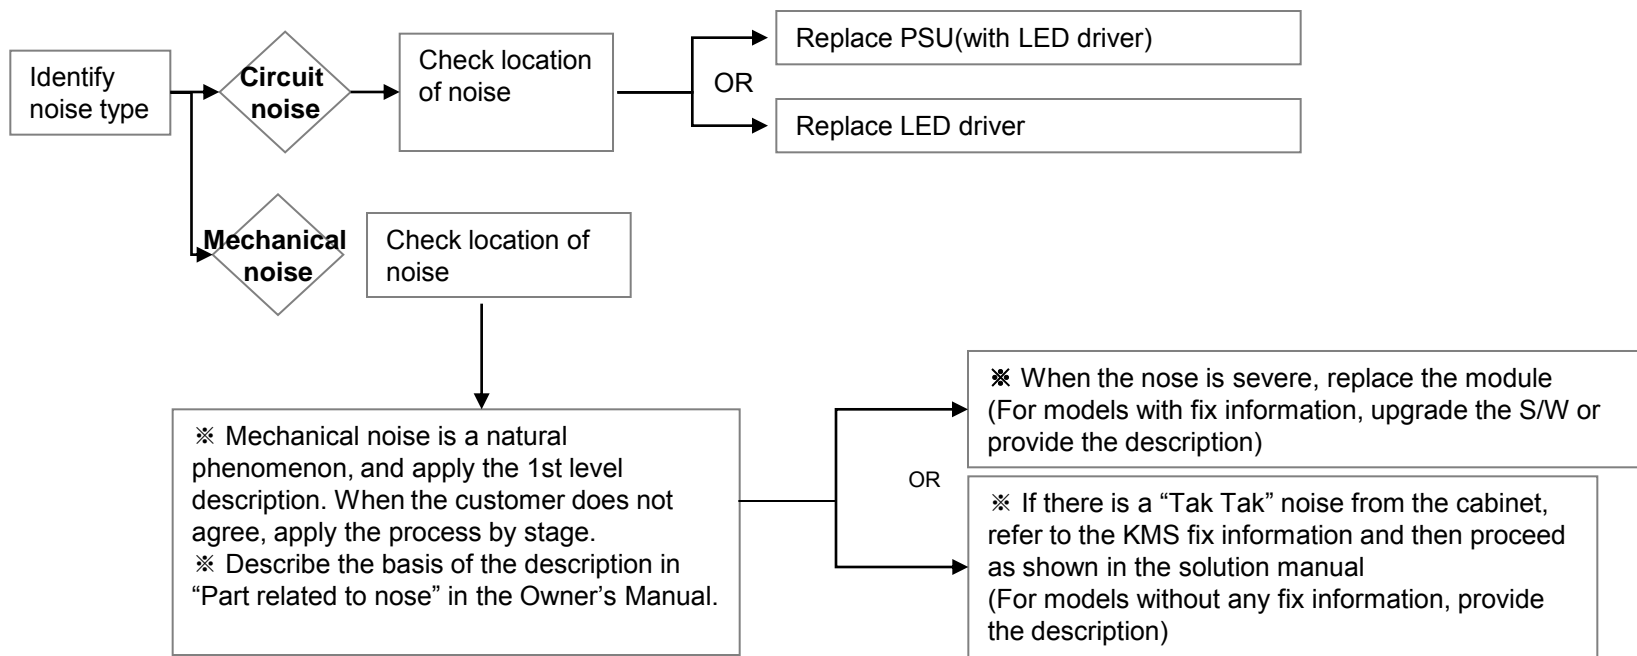 Identify
noise type
Circuit
noise
Check location
of noise
Replace PSU(with LED driver)
OR
Replace LED driver
Mechanical
noise
Check location of
noise
※ Mechanical noise is a natural
phenomenon, and apply the 1st level
description. When the customer does not
agree, apply the process by stage.
※ Describe the basis of the description in
“Part related to nose” in the Owner’s Manual.
※ When the nose is severe, replace the module
(For models with fix information, upgrade the S/W or
provide the description)
OR
※ If there is a “Tak Tak” noise from the cabinet,
refer to the KMS fix information and then proceed
as shown in the solution manual
(For models without any fix information, provide
the description)